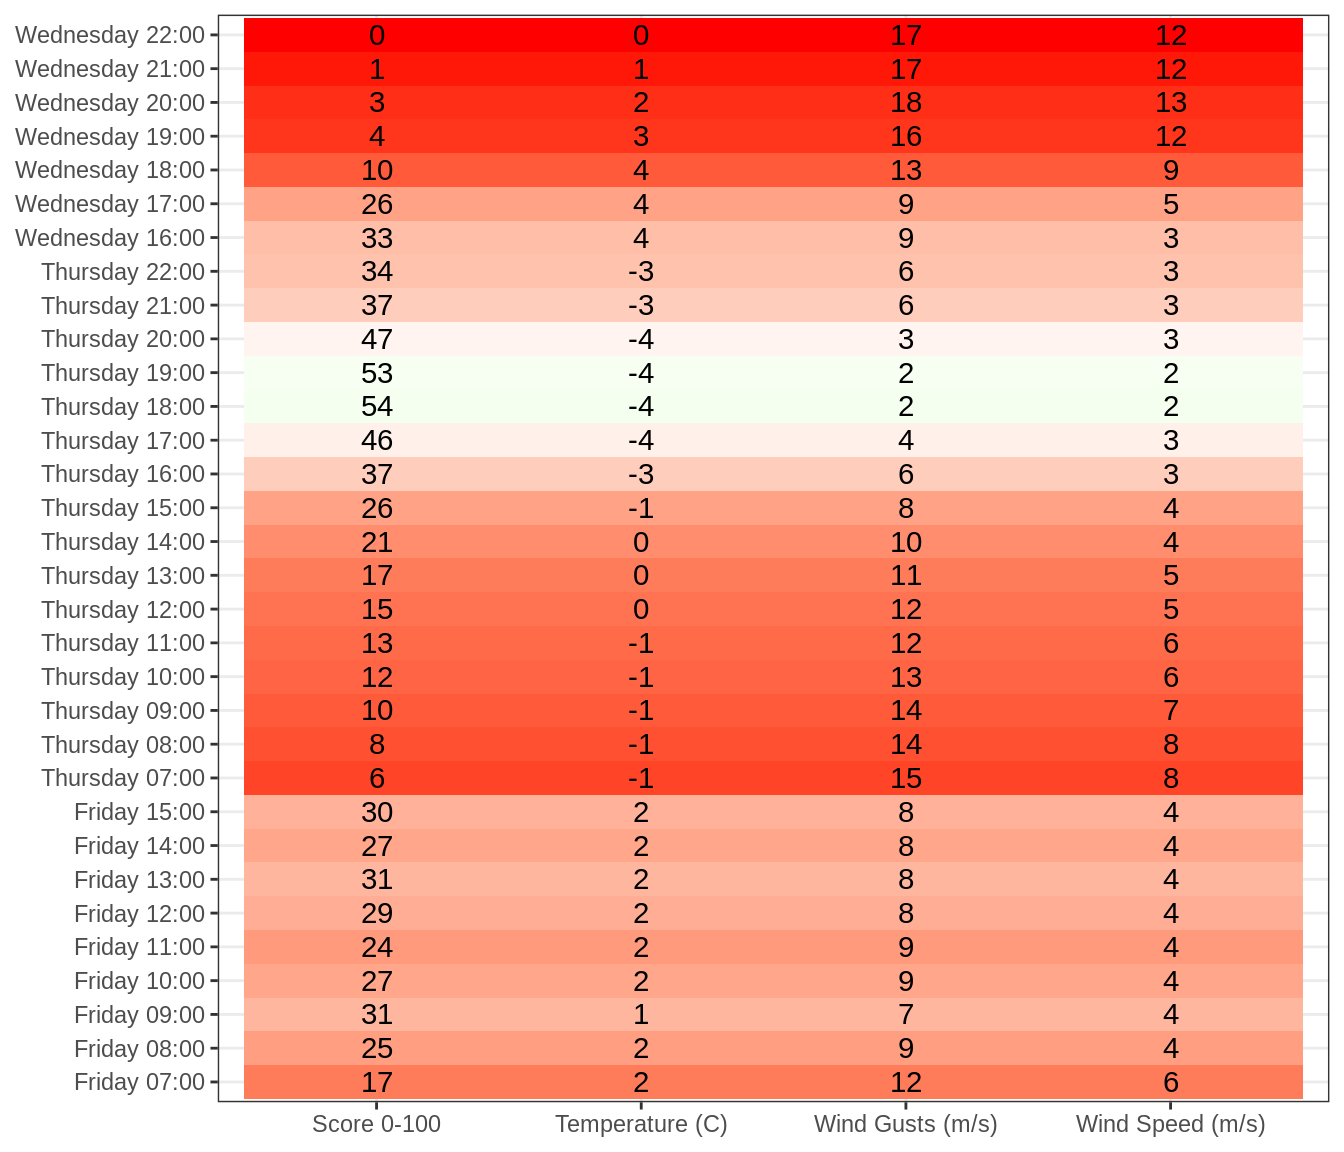 Wednesday 22:00 0 0 17 12
Wednesday 21:00 1 1 17 12
Wednesday 20:00 3 2 18 13
Wednesday 19:00 4 3 16 12
Wednesday 18:00 10 4 13 9
Wednesday 17:00 26 4 9 5
Wednesday 16:00 33 4 9 3
Thursday 22:00 34 -3 6 3
Thursday 21:00 37 -3 6 3
Thursday 20:00 47 -4 3 3
Thursday 19:00 53 -4 2 2
Thursday 18:00 54 -4 2 2
Thursday 17:00 46 -4 4 3
Thursday 16:00 37 -3 6 3
Thursday 15:00 26 -1 8 4
Thursday 14:00 21 0 10 4
Thursday 13:00 17 0 11 5
Thursday 12:00 15 0 12 5
Thursday 11:00 13 -1 12 6
Thursday 10:00 12 -1 13 6
Thursday 09:00 10 -1 14 7
Thursday 08:00 8 -1 14 8
Thursday 07:00 6 -1 15 8
Friday 15:00 30 2 8 4
Friday 14:00 27 2 8 4
Friday 13:00 31 2 8 4
Friday 12:00 29 2 8 4
Friday 11:00 24 2 9 4
Friday 10:00 27 2 9 4
Friday 09:00 31 1 7 4
Friday 08:00 25 2 9 4
Friday 07:00 17 2 12 6
Score 0-100 Temperature (C) Wind Gusts (m/s) Wind Speed (m/s)